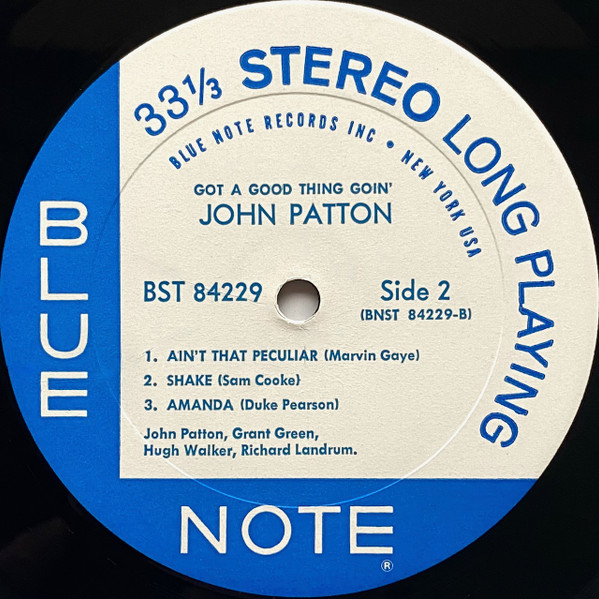 33⅓ STEREO LONG PLAYING
BLUE NOTE RECORDS INC • NEW YORK USA
GOT A GOOD THING GOIN'
JOHN PATTON
BST 84229
Side 2
(BNST 84229-B)
1. AIN'T THAT PECULIAR (Marvin Gaye)
2. SHAKE (Sam Cooke)
3. AMANDA (Duke Pearson)
John Patton, Grant Green,
Hugh Walker, Richard Landrum.
BLUE
NOTE
®